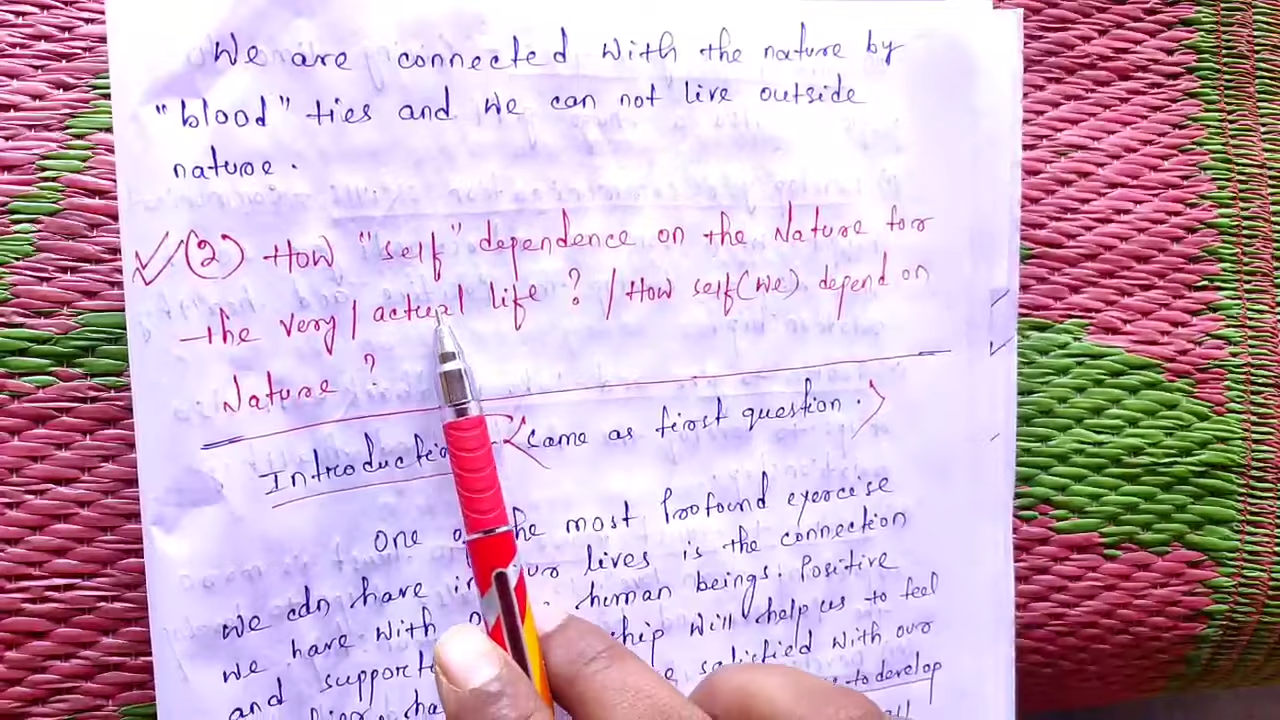 We are connected with the nature by
"blood" ties and we can not live outside
nature.
(2) How "self" dependence on the Nature for
the very / actual life ? / How self (we) depend on
Nature ?
Introduction (same as first question.)
One of the most Profound exercise
we can have in our lives is the connection
we have with human beings. Positive
and support ship will help us to feel
satisfied with our
to develop